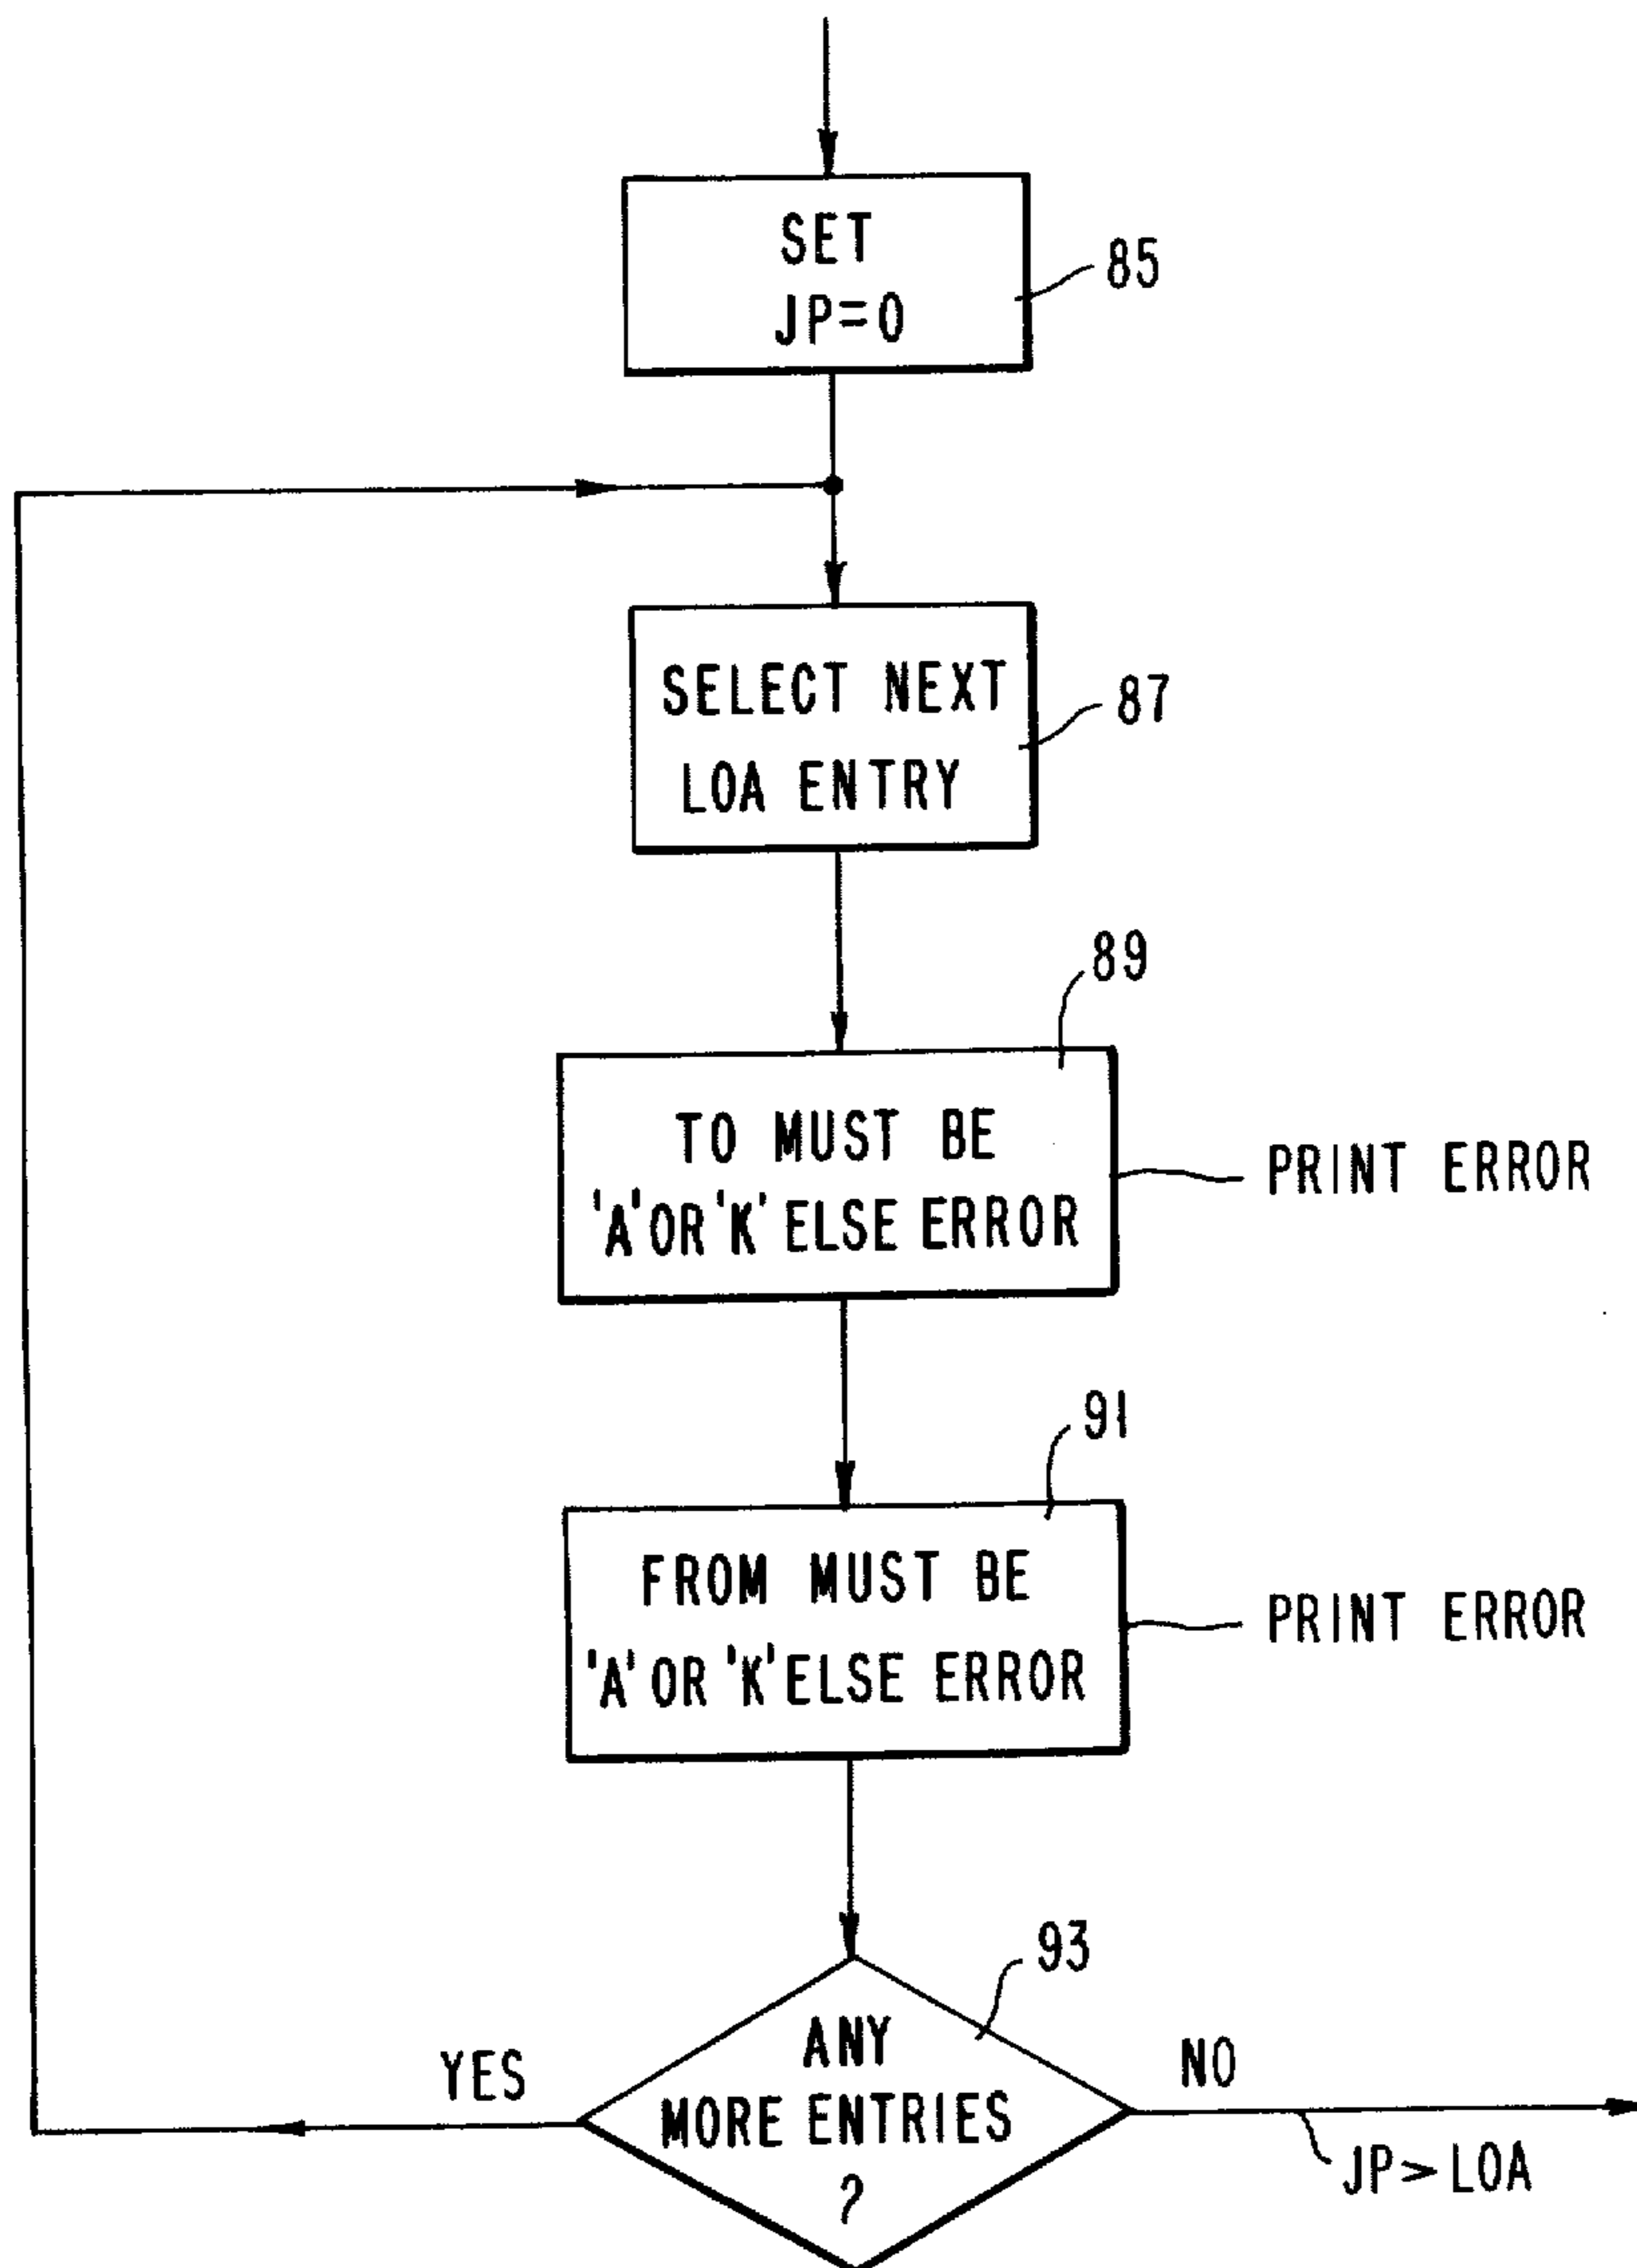 SET
JP=0
85
SELECT NEXT
LOA ENTRY
87
89
TO MUST BE
'A' OR 'K' ELSE ERROR
PRINT ERROR
91
FROM MUST BE
'A' OR 'K' ELSE ERROR
PRINT ERROR
93
ANY
MORE ENTRIES
?
YES
NO
JP>LOA